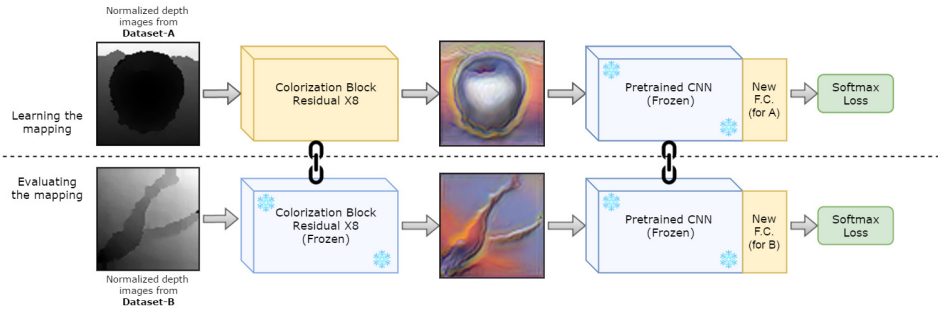 Normalized depth
images from
Dataset-A
Learning the
mapping
Colorization Block
Residual X8
Pretrained CNN
(Frozen)
New
F.C.
(for A)
Softmax
Loss
Evaluating
the mapping
Colorization Block
Residual X8
(Frozen)
Pretrained CNN
(Frozen)
New
F.C.
(for B)
Softmax
Loss
Normalized depth
images from
Dataset-B